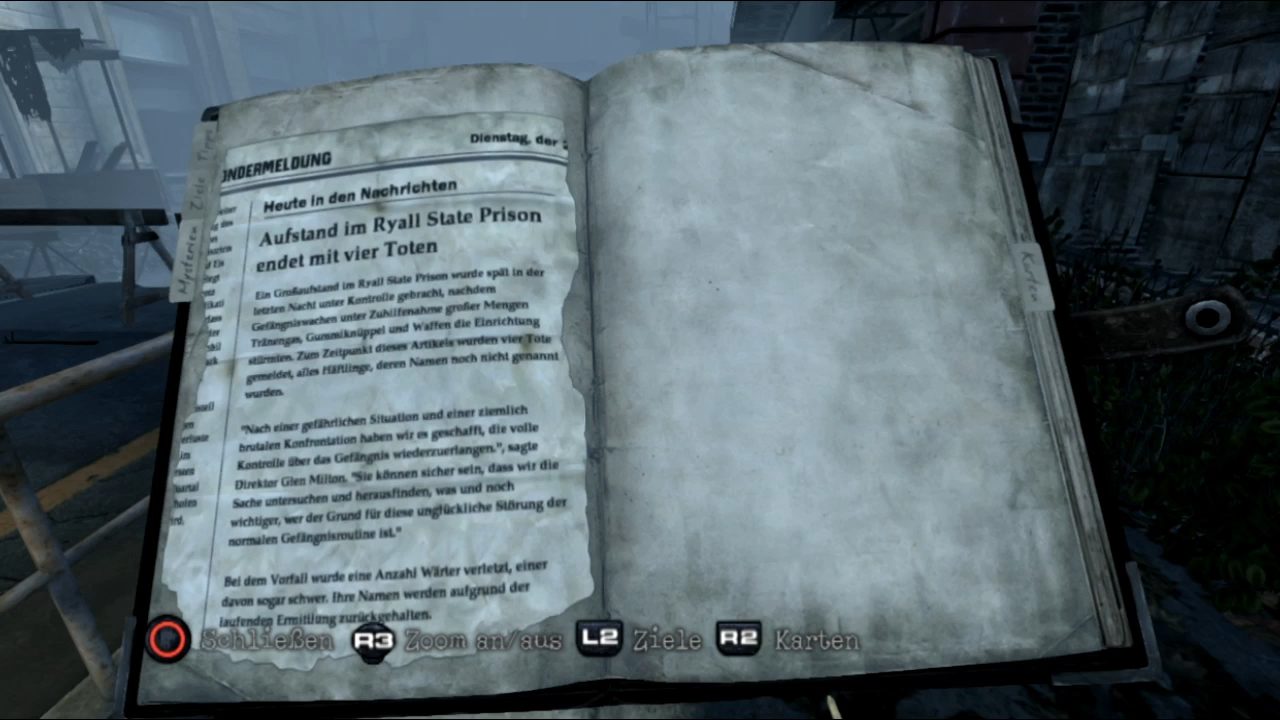 ONDERMELDUNG
Dienstag, der
Heute in den Nachrichten
Aufstand im Ryall State Prison
endet mit vier Toten
Ein Großaufstand im Ryall State Prison wurde spät in der
letzten Nacht unter Kontrolle gebracht, nachdem
Gefängniswachen unter Zuhilfenahme großer Mengen
Tränengas, Gummiknüppel und Waffen die Einrichtung
stürmten. Zum Zeitpunkt dieses Artikels wurden vier Tote
gemeldet, alles Häftlinge, deren Namen noch nicht genannt
wurden.
"Nach einer gefährlichen Situation und einer ziemlich
brutalen Konfrontation haben wir es geschafft, die volle
Kontrolle über das Gefängnis wiederzuerlangen.", sagte
Direktor Glen Milton. "Sie können sicher sein, dass wir die
Sache untersuchen und herausfinden, was und noch
wichtiger, wer der Grund für diese unglückliche Störung der
normalen Gefängnisroutine ist."
Bei dem Vorfall wurde eine Anzahl Wärter verletzt, einer
davon sogar schwer. Ihre Namen werden aufgrund der
laufenden Ermittlung zurückgehalten.
Mysterien Ziele
Karten
Schließen R3 Zoom an/aus L2 Ziele R2 Karten